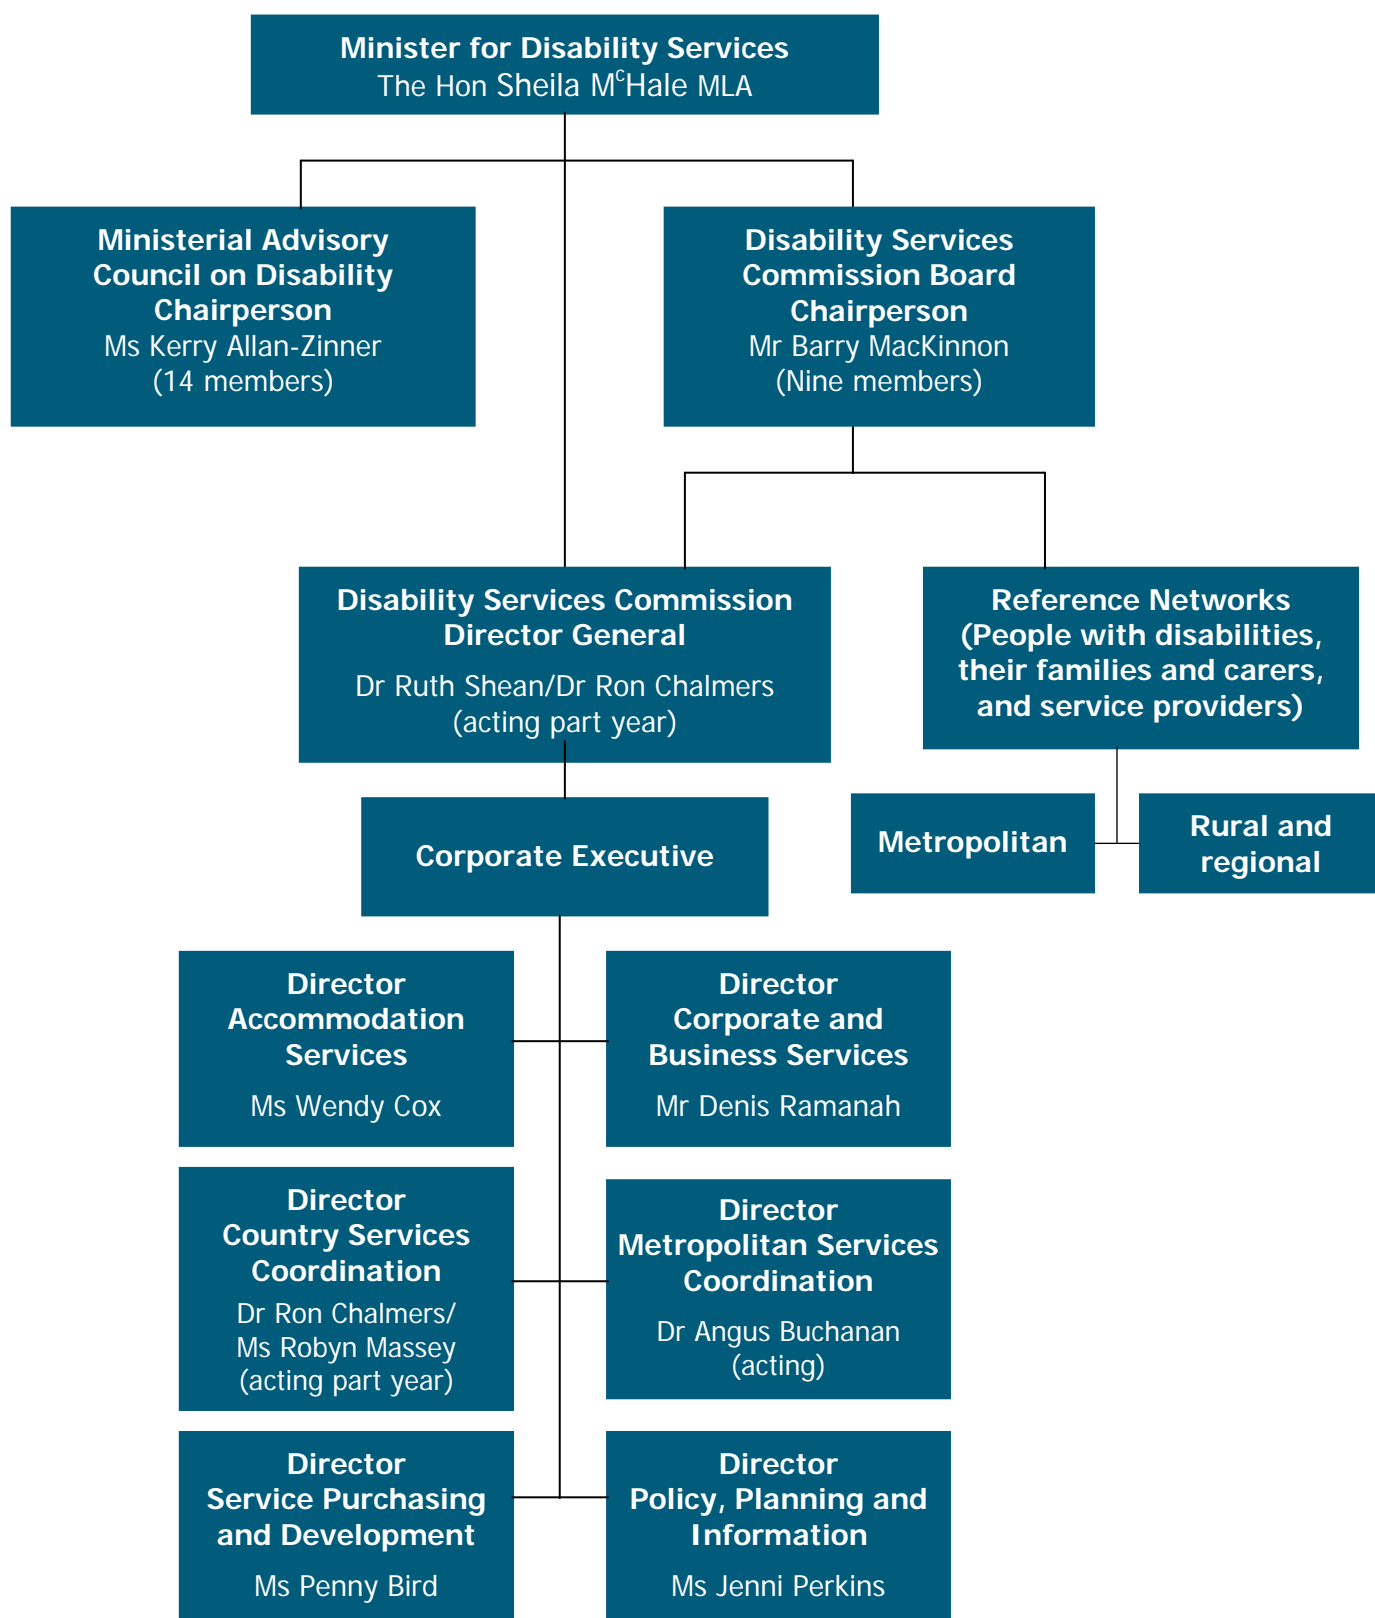 Minister for Disability Services
The Hon Sheila McHale MLA
Ministerial Advisory
Council on Disability
Chairperson
Ms Kerry Allan-Zinner
(14 members)
Disability Services
Commission Board
Chairperson
Mr Barry MacKinnon
(Nine members)
Disability Services Commission
Director General
Dr Ruth Shean/Dr Ron Chalmers
(acting part year)
Reference Networks
(People with disabilities,
their families and carers,
and service providers)
Corporate Executive
Metropolitan
Rural and
regional
Director
Accommodation
Services
Ms Wendy Cox
Director
Corporate and
Business Services
Mr Denis Ramanah
Director
Country Services
Coordination
Dr Ron Chalmers/
Ms Robyn Massey
(acting part year)
Director
Metropolitan Services
Coordination
Dr Angus Buchanan
(acting)
Director
Service Purchasing
and Development
Ms Penny Bird
Director
Policy, Planning and
Information
Ms Jenni Perkins